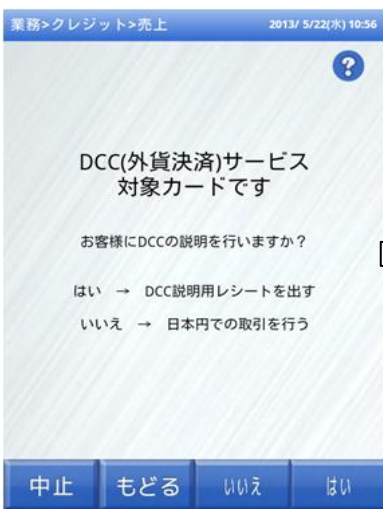 業務>クレジット>売上 2013/ 5/22(水) 10:56
?
DCC(外貨決済)サービス
対象カードです
お客様にDCCの説明を行いますか？
はい → DCC説明用レシートを出す
いいえ → 日本円での取引を行う
中止 もどる いいえ はい